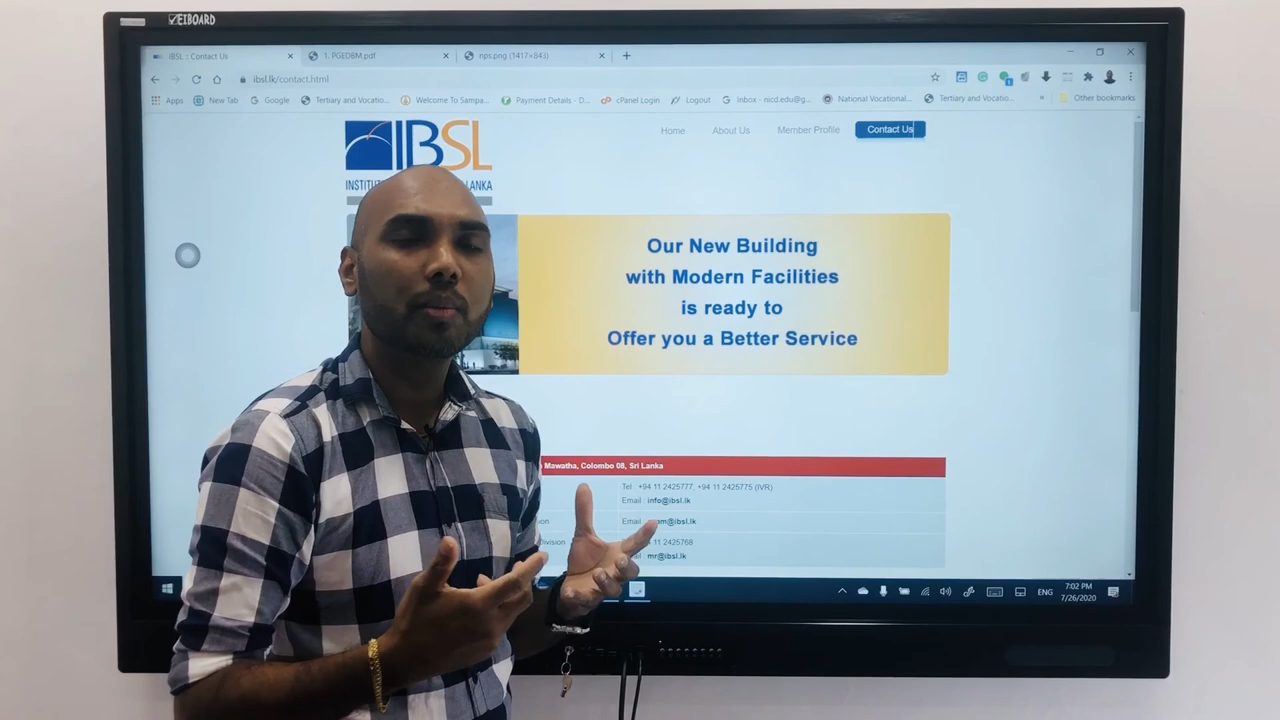 EIBOARD
IBSL : Contact Us
1. PGEDBM.pdf
nps.png (1417×843)
ibsl.lk/contact.html
Apps New Tab Google Tertiary and Vocatio... Welcome To Sampa... Payment Details - D... cPanel Login Logout Inbox - nicd.edu@g... National Vocational... Tertiary and Vocatio... » Other bookmarks
IBSL
LANKA
Home About Us Member Profile Contact Us
Our New Building
with Modern Facilities
is ready to
Offer you a Better Service
Mawatha, Colombo 08, Sri Lanka
Tel : +94 11 2425777, +94 11 2425775 (IVR)
Email : info@ibsl.lk
Email
Division 11 2425768
mr@ibsl.lk
ENG
7:02 PM
7/26/2020